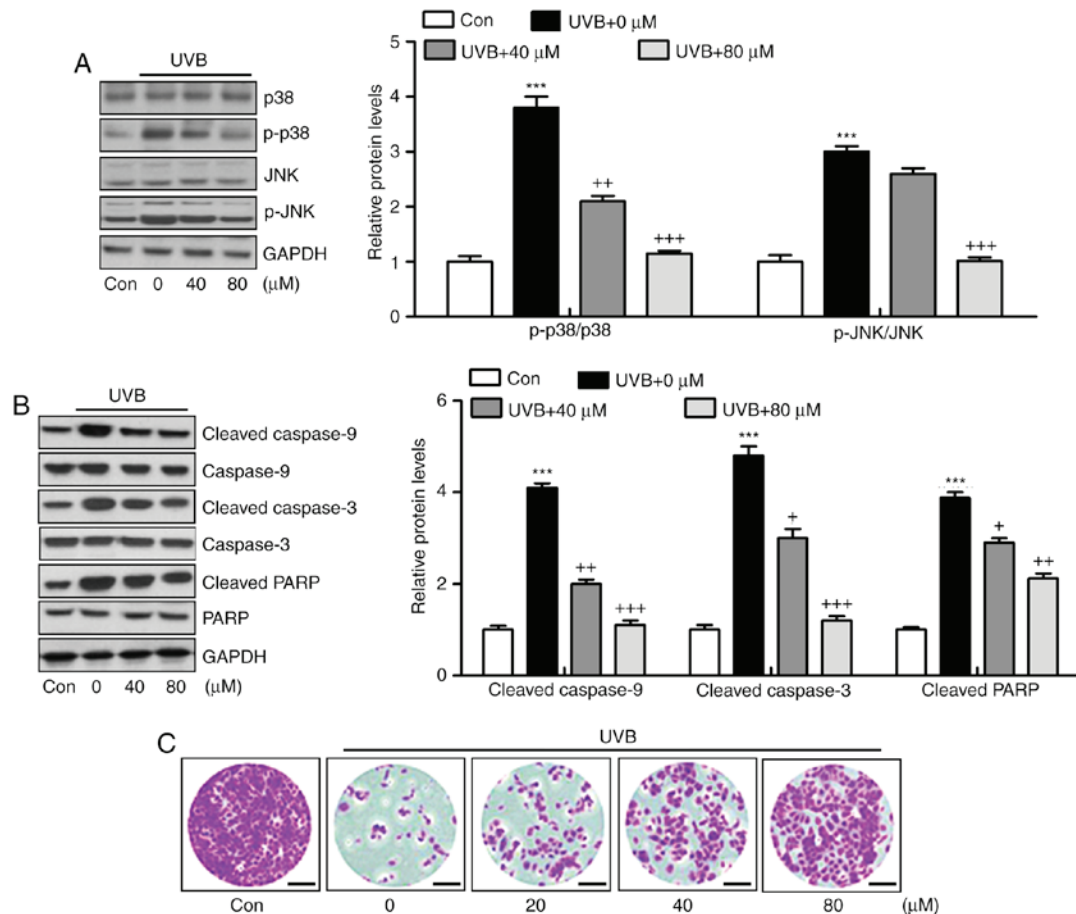 A
UVB
p38
p-p38
JNK
p-JNK
GAPDH
Con 0 40 80 (μM)
Con UVB+0 μM
UVB+40 μM UVB+80 μM
Relative protein levels
5
4
3
2
1
0
***
++
+++
***
+++
p-p38/p38 p-JNK/JNK
B
UVB
Cleaved caspase-9
Caspase-9
Cleaved caspase-3
Caspase-3
Cleaved PARP
PARP
GAPDH
Con 0 40 80 (μM)
Con UVB+0 μM
UVB+40 μM UVB+80 μM
Relative protein levels
6
4
2
0
***
++
+++
***
+
+++
***
+
++
Cleaved caspase-9 Cleaved caspase-3 Cleaved PARP
C
UVB
Con 0 20 40 80 (μM)